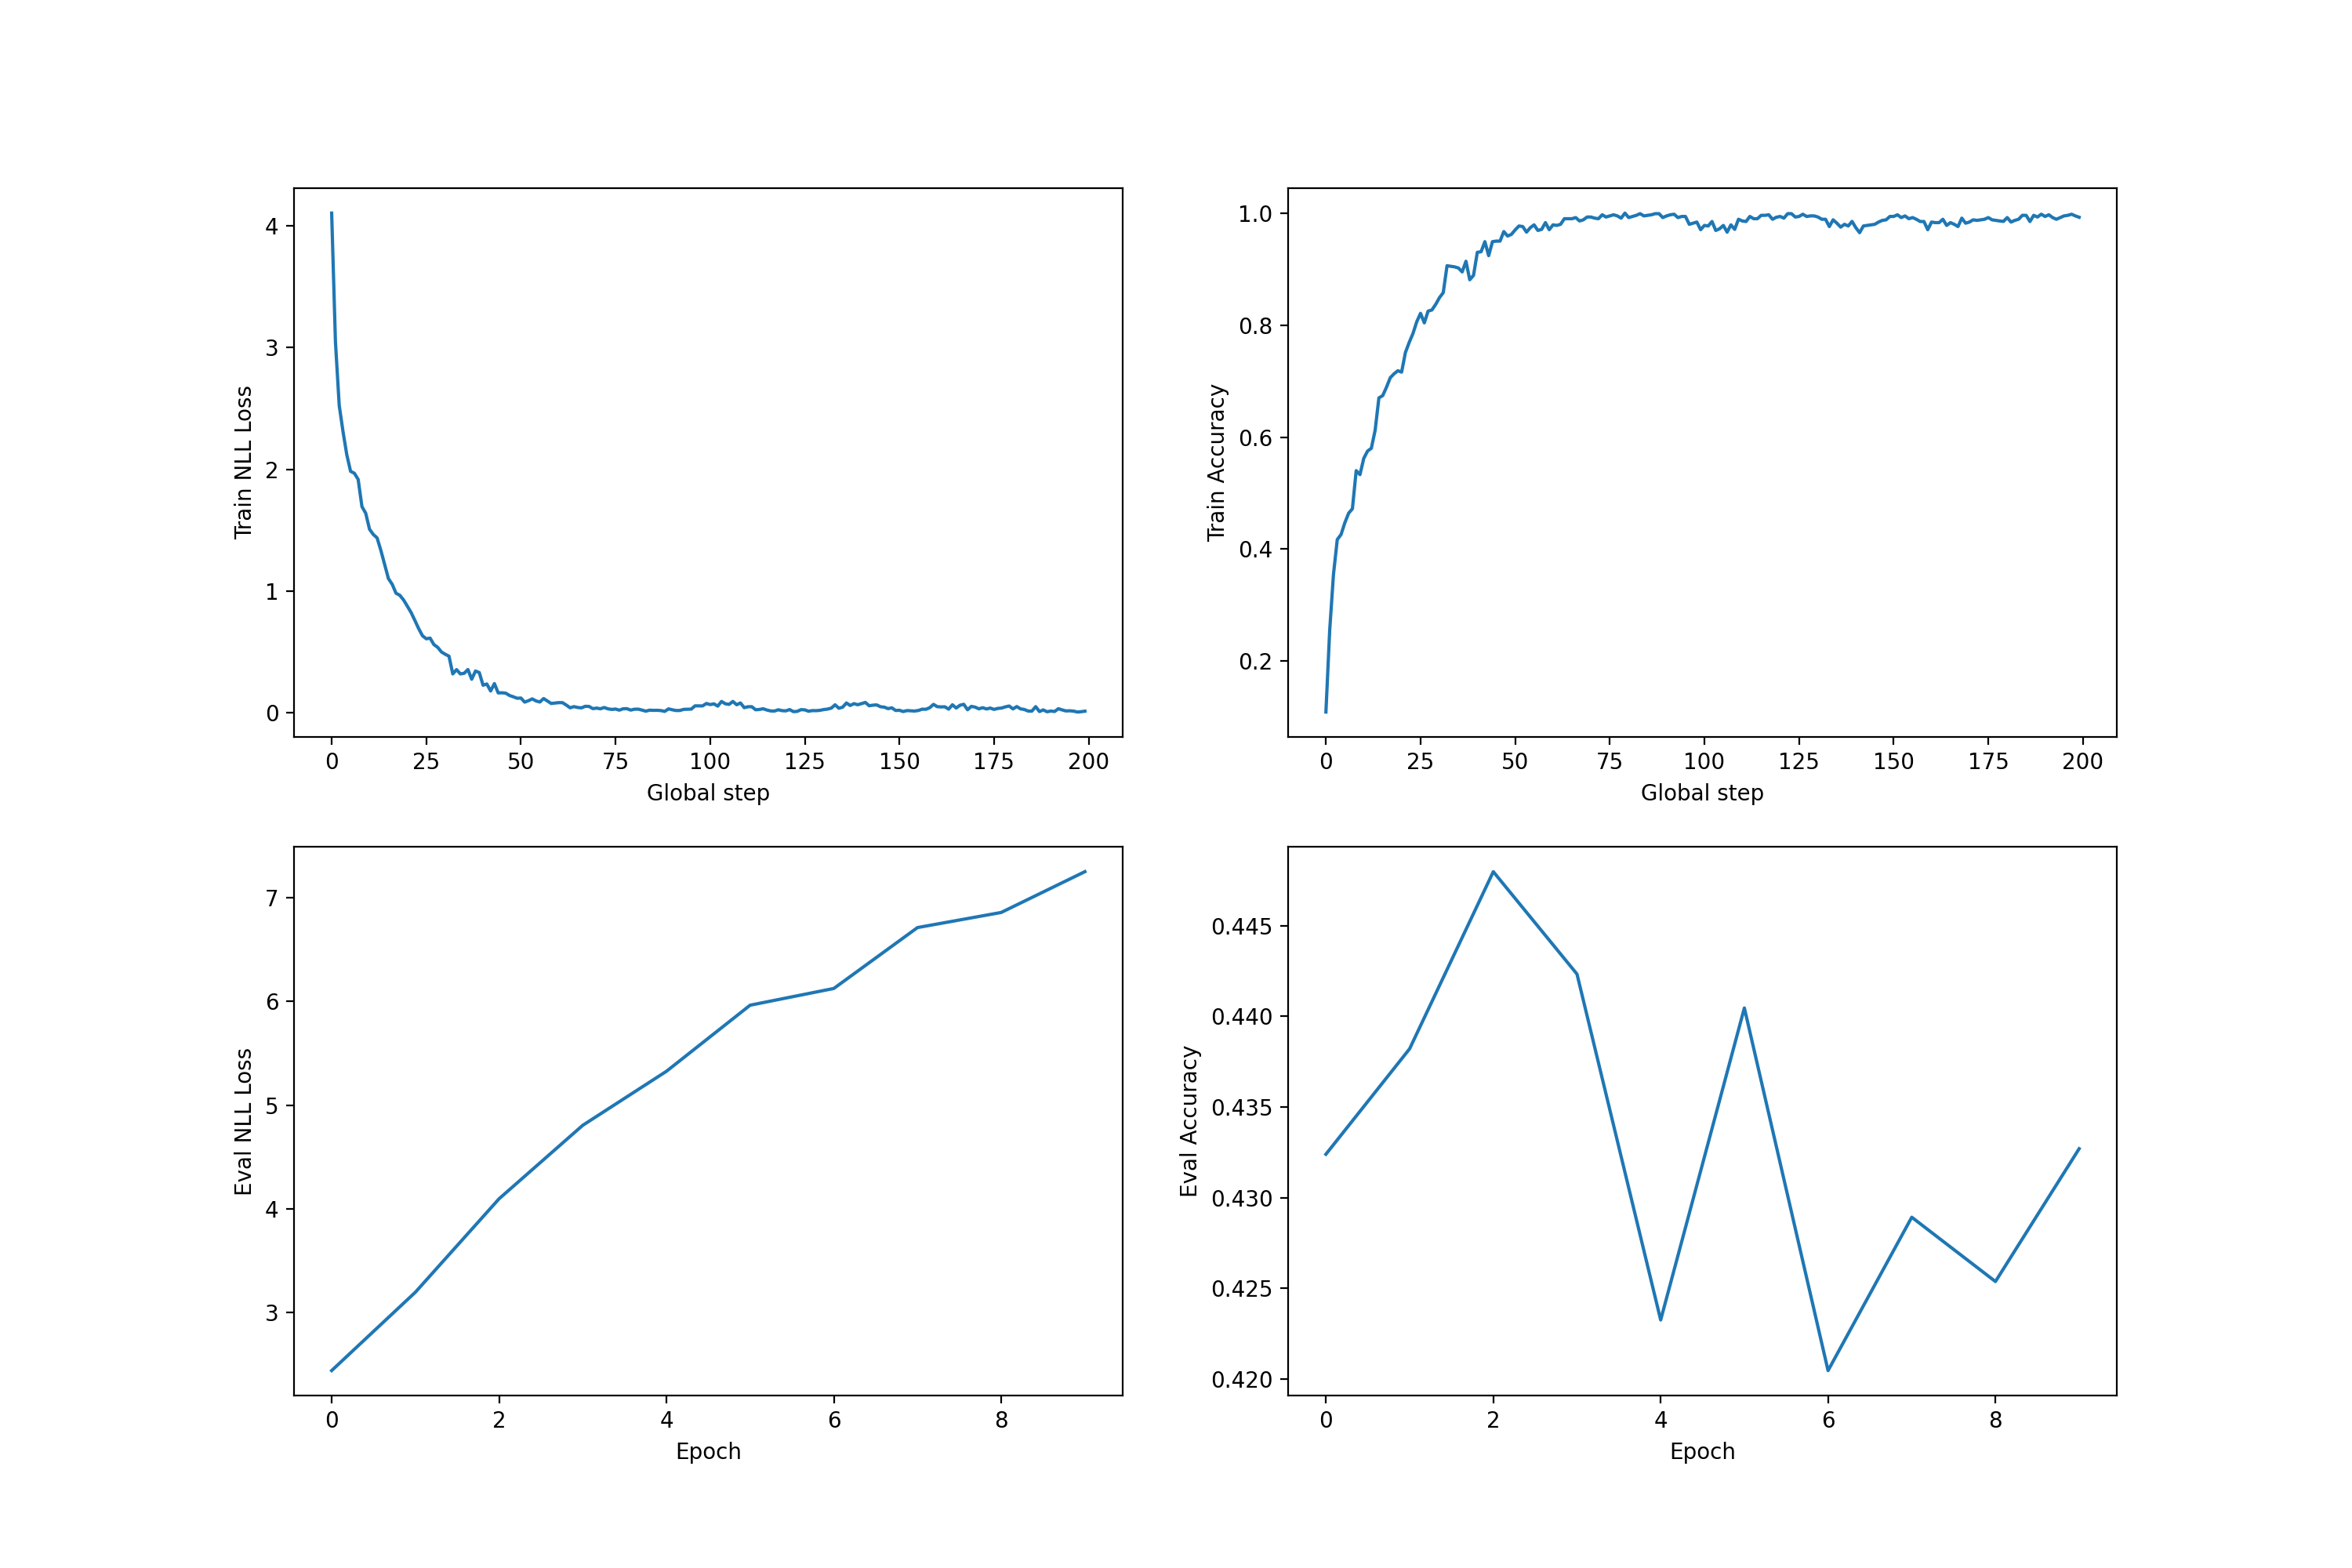 4
3
2
1
0
Train NLL Loss
0 25 50 75 100 125 150 175 200
Global step
1.0
0.8
0.6
0.4
0.2
Train Accuracy
0 25 50 75 100 125 150 175 200
Global step
7
6
5
4
3
Eval NLL Loss
0 2 4 6 8
Epoch
0.445
0.440
0.435
0.430
0.425
0.420
Eval Accuracy
0 2 4 6 8
Epoch